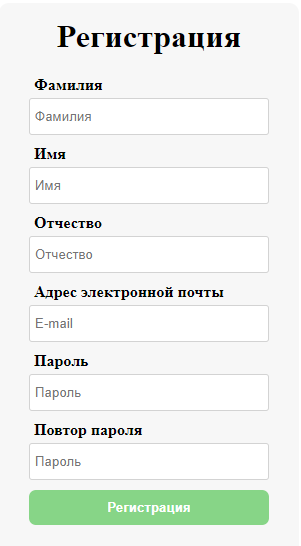 Регистрация
Фамилия
Фамилия
Имя
Имя
Отчество
Отчество
Адрес электронной почты
E-mail
Пароль
Пароль
Повтор пароля
Пароль
Регистрация